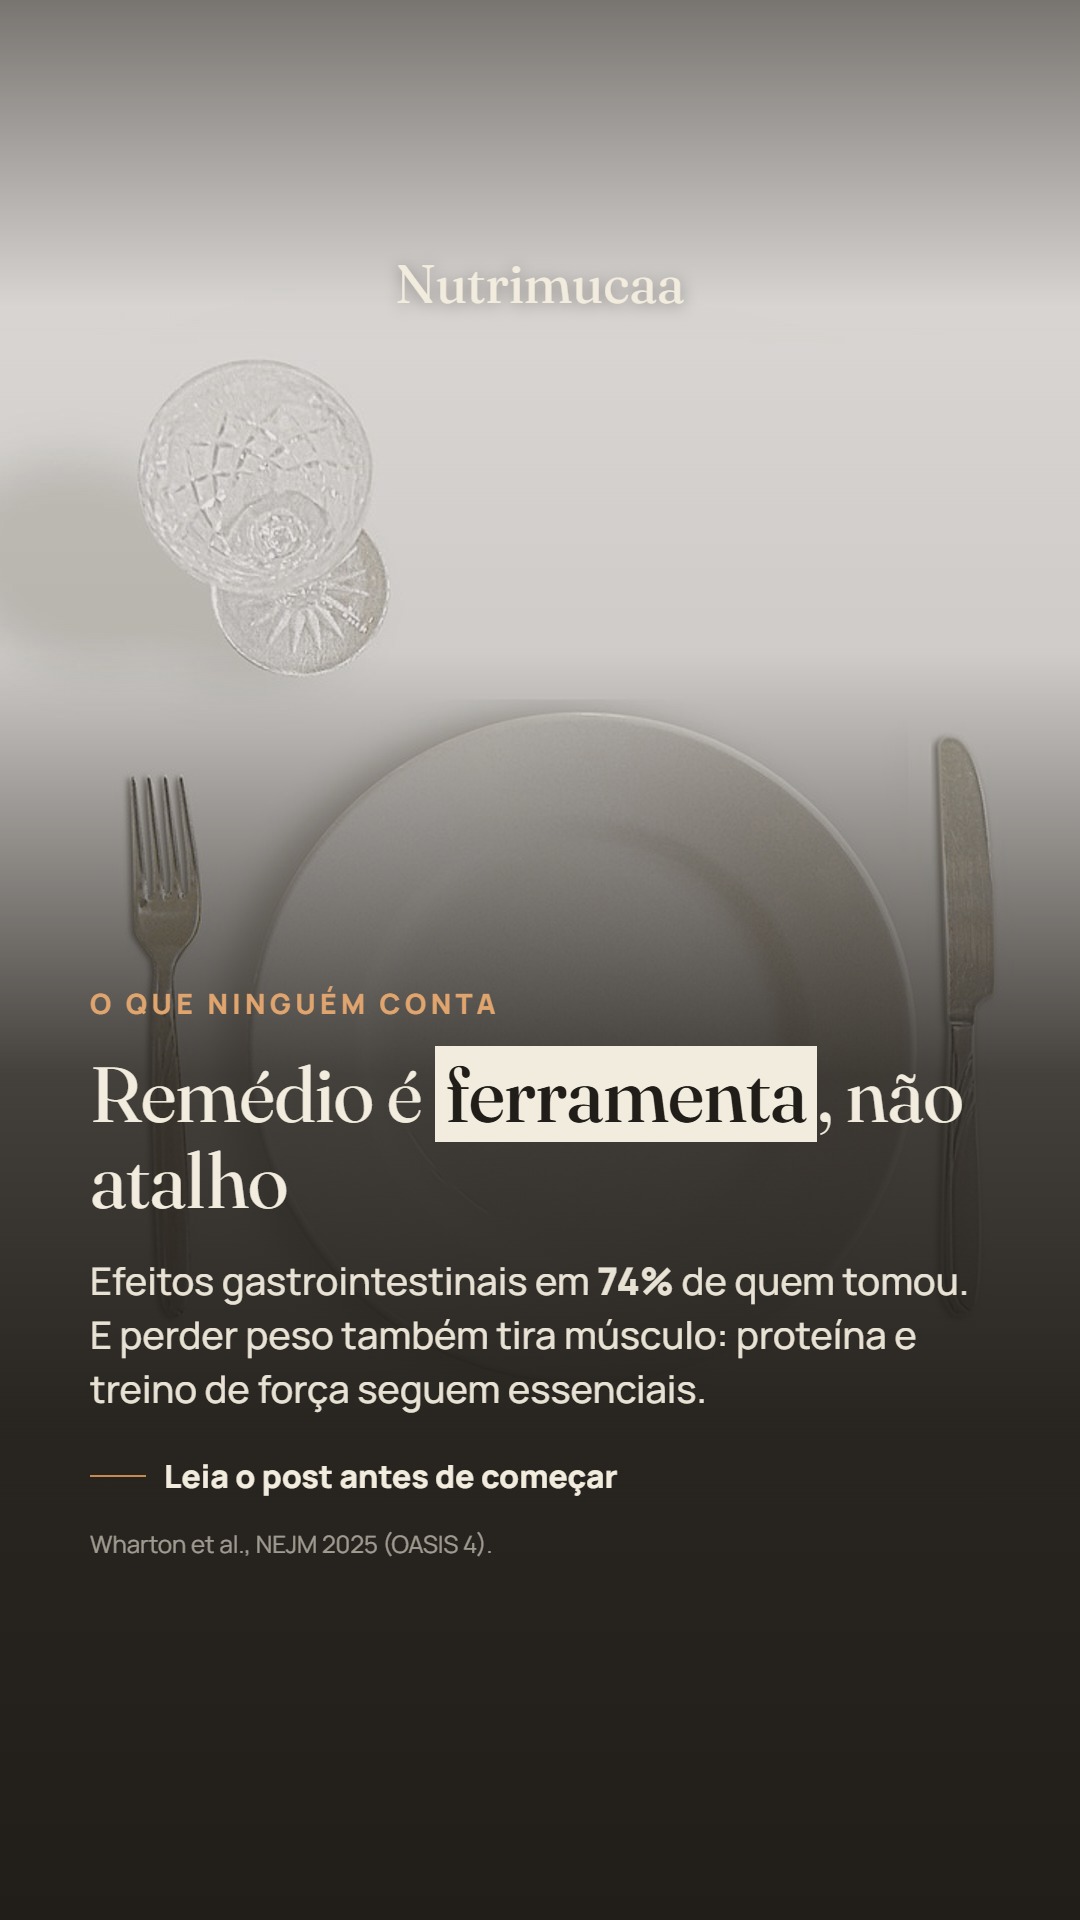 Nutrimucaa
O QUE NINGUÉM CONTA
Remédio é ferramenta, não
atalho
Efeitos gastrointestinais em 74% de quem tomou.
E perder peso também tira músculo: proteína e
treino de força seguem essenciais.
Leia o post antes de começar
Wharton et al., NEJM 2025 (OASIS 4).